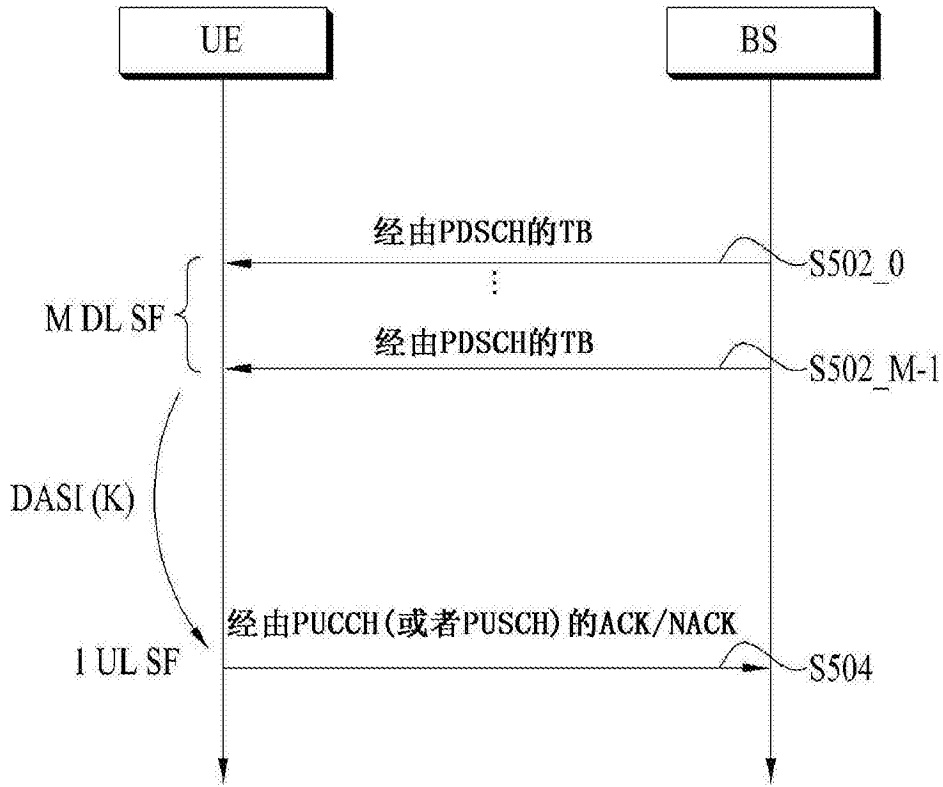 UE
BS
经由PDSCH的TB
S502_0
⋮
M DL SF
经由PDSCH的TB
S502_M-1
DASI (K)
经由PUCCH(或者PUSCH)的ACK/NACK
1 UL SF
S504